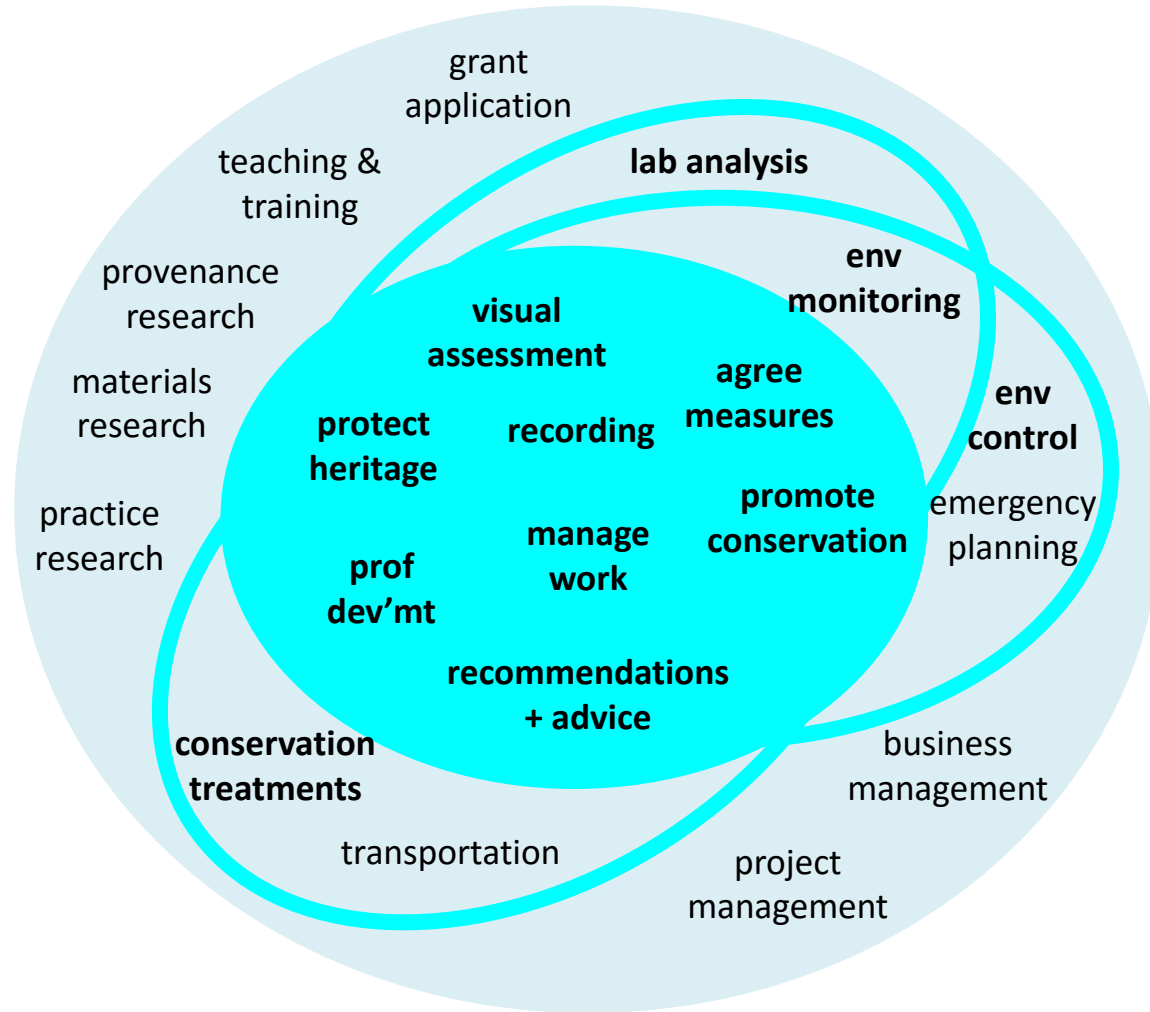 grant
application
teaching &
training
lab analysis
provenance
research
env
monitoring
visual
assessment
agree
measures
materials
research
env
control
protect
heritage
recording
practice
research
promote
conservation
emergency
planning
manage
work
prof
dev'mt
recommendations
+ advice
conservation
treatments
business
management
transportation
project
management